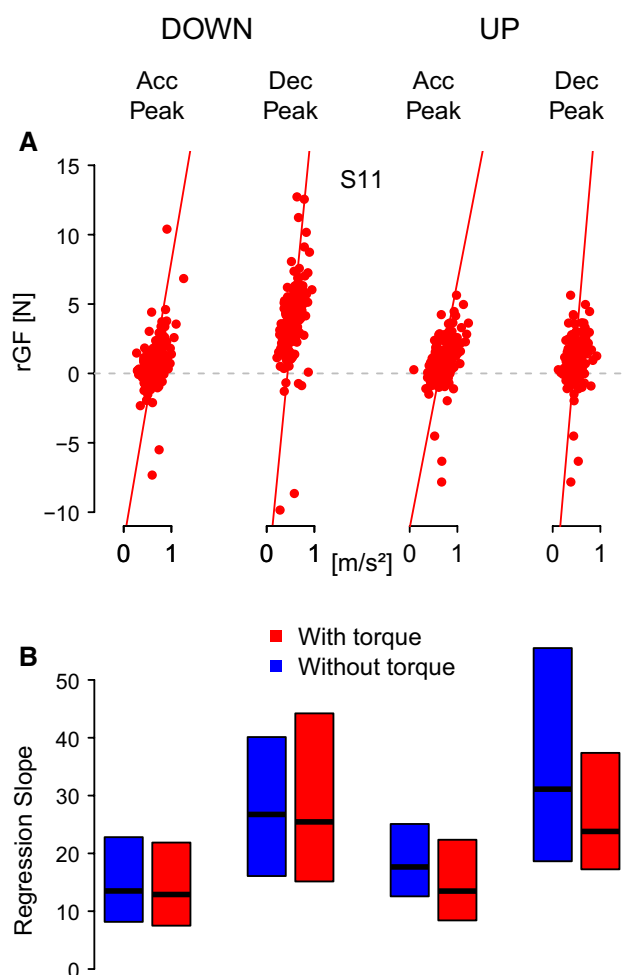 DOWN UP
Acc Peak Dec Peak Acc Peak Dec Peak
A
S11
rGF [N]
15
10
5
0
−5
−10
0 1 0 1 0 1 0 1
[m/s²]
B
With torque
Without torque
Regression Slope
50
40
30
20
10
0